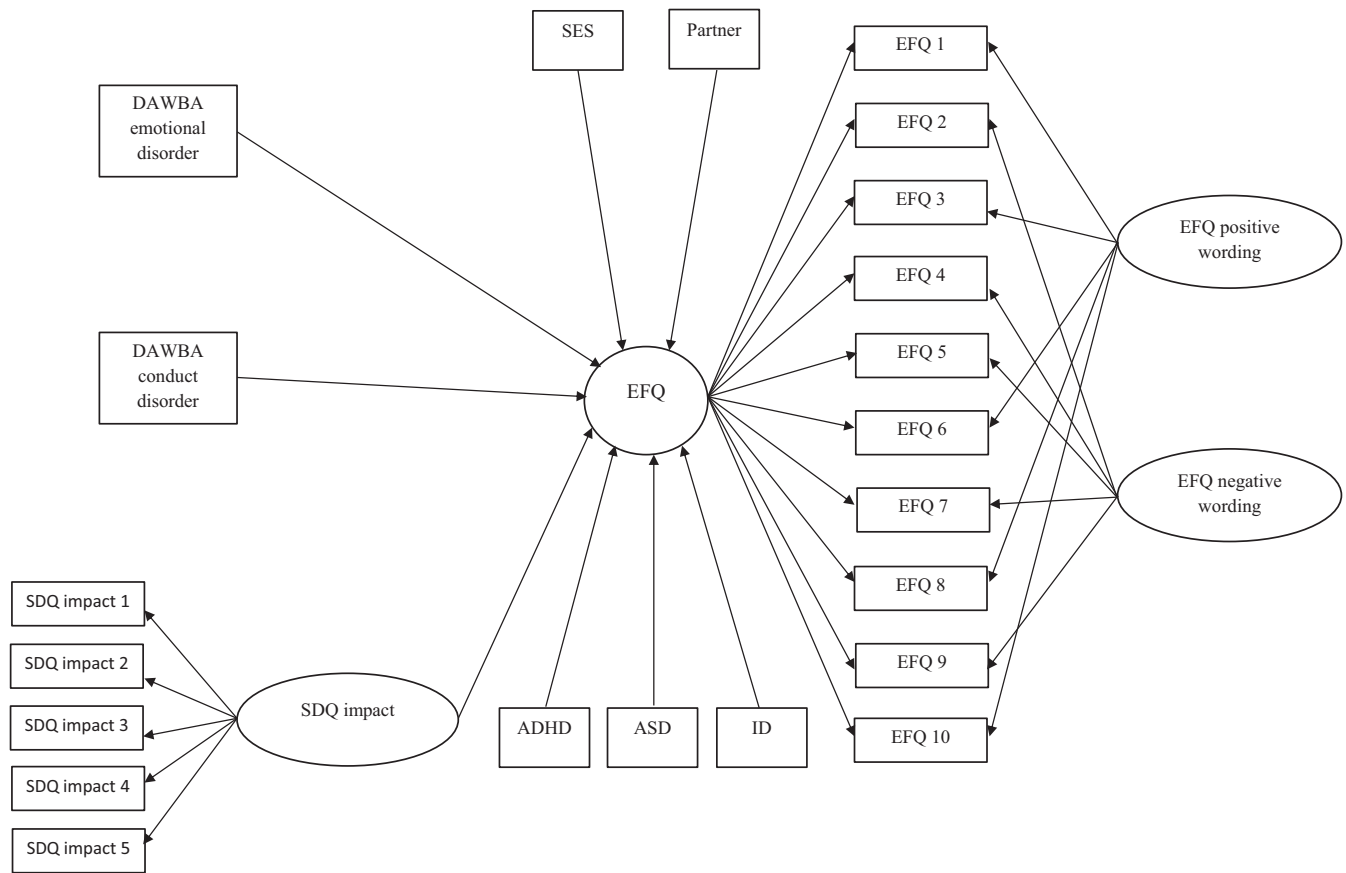 SES
Partner
EFQ 1
DAWBA
emotional
disorder
EFQ 2
EFQ 3
EFQ positive
wording
EFQ 4
DAWBA
conduct
disorder
EFQ 5
EFQ
EFQ 6
EFQ negative
wording
EFQ 7
EFQ 8
SDQ impact 1
SDQ impact 2
EFQ 9
SDQ impact
SDQ impact 3
ADHD
ASD
ID
EFQ 10
SDQ impact 4
SDQ impact 5